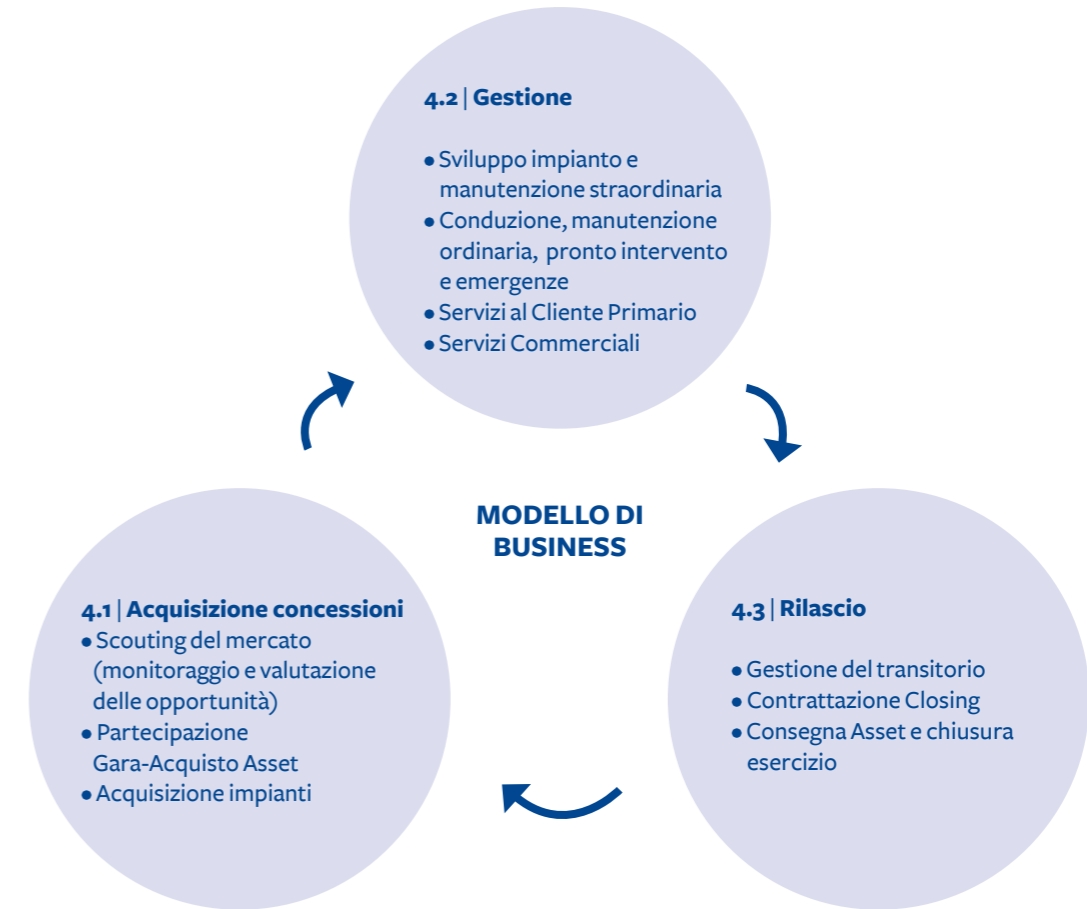 4.2 | Gestione
• Sviluppo impianto e
manutenzione straordinaria
• Conduzione, manutenzione
ordinaria, pronto intervento
e emergenze
• Servizi al Cliente Primario
• Servizi Commerciali
MODELLO DI
BUSINESS
4.1 | Acquisizione concessioni
• Scouting del mercato
(monitoraggio e valutazione
delle opportunità)
• Partecipazione
Gara-Acquisto Asset
• Acquisizione impianti
4.3 | Rilascio
• Gestione del transitorio
• Contrattazione Closing
• Consegna Asset e chiusura
esercizio